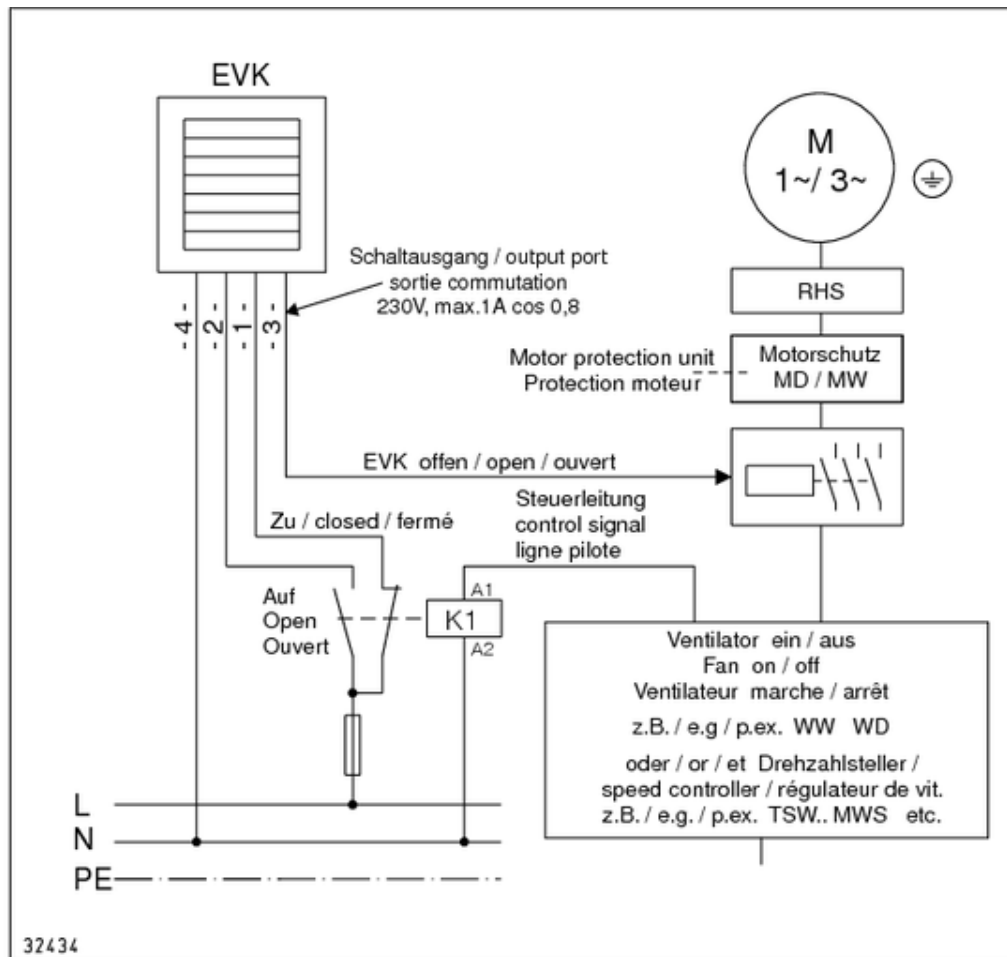 EVK
M
1~/ 3~
Schaltausgang / output port
sortie commutation
230V, max.1A cos 0,8
- 4 -
- 2 -
- 1 -
- 3 -
RHS
Motor protection unit
Protection moteur
Motorschutz
MD / MW
EVK offen / open / ouvert
Steuerleitung
control signal
ligne pilote
Zu / closed / fermé
Auf
Open
Ouvert
A1
K1
A2
Ventilator ein / aus
Fan on / off
Ventilateur marche / arrêt
z.B. / e.g / p.ex. WW WD
oder / or / et Drehzahlsteller /
speed controller / régulateur de vit.
z.B. / e.g. / p.ex. TSW.. MWS etc.
L
N
PE
32434